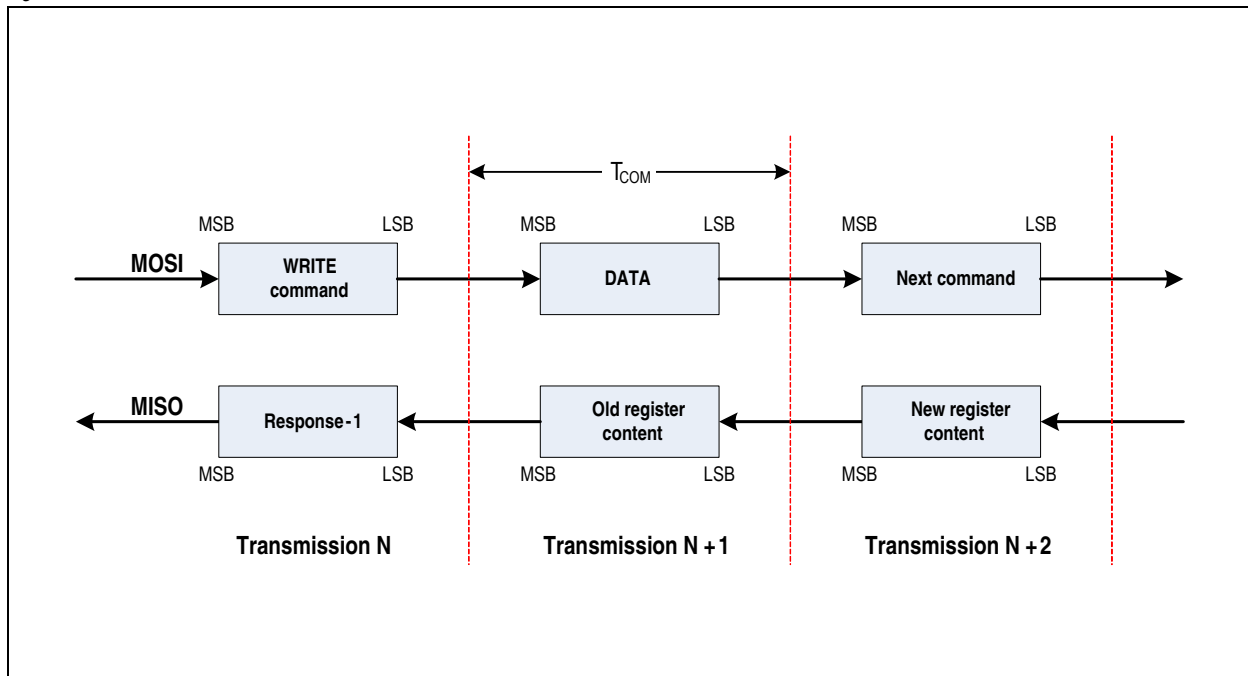 T_COM
MSB LSB MSB LSB MSB LSB
MOSI
WRITE
command
DATA
Next command
MISO
Response-1
Old register
content
New register
content
MSB LSB MSB LSB MSB LSB
Transmission N Transmission N+1 Transmission N+2